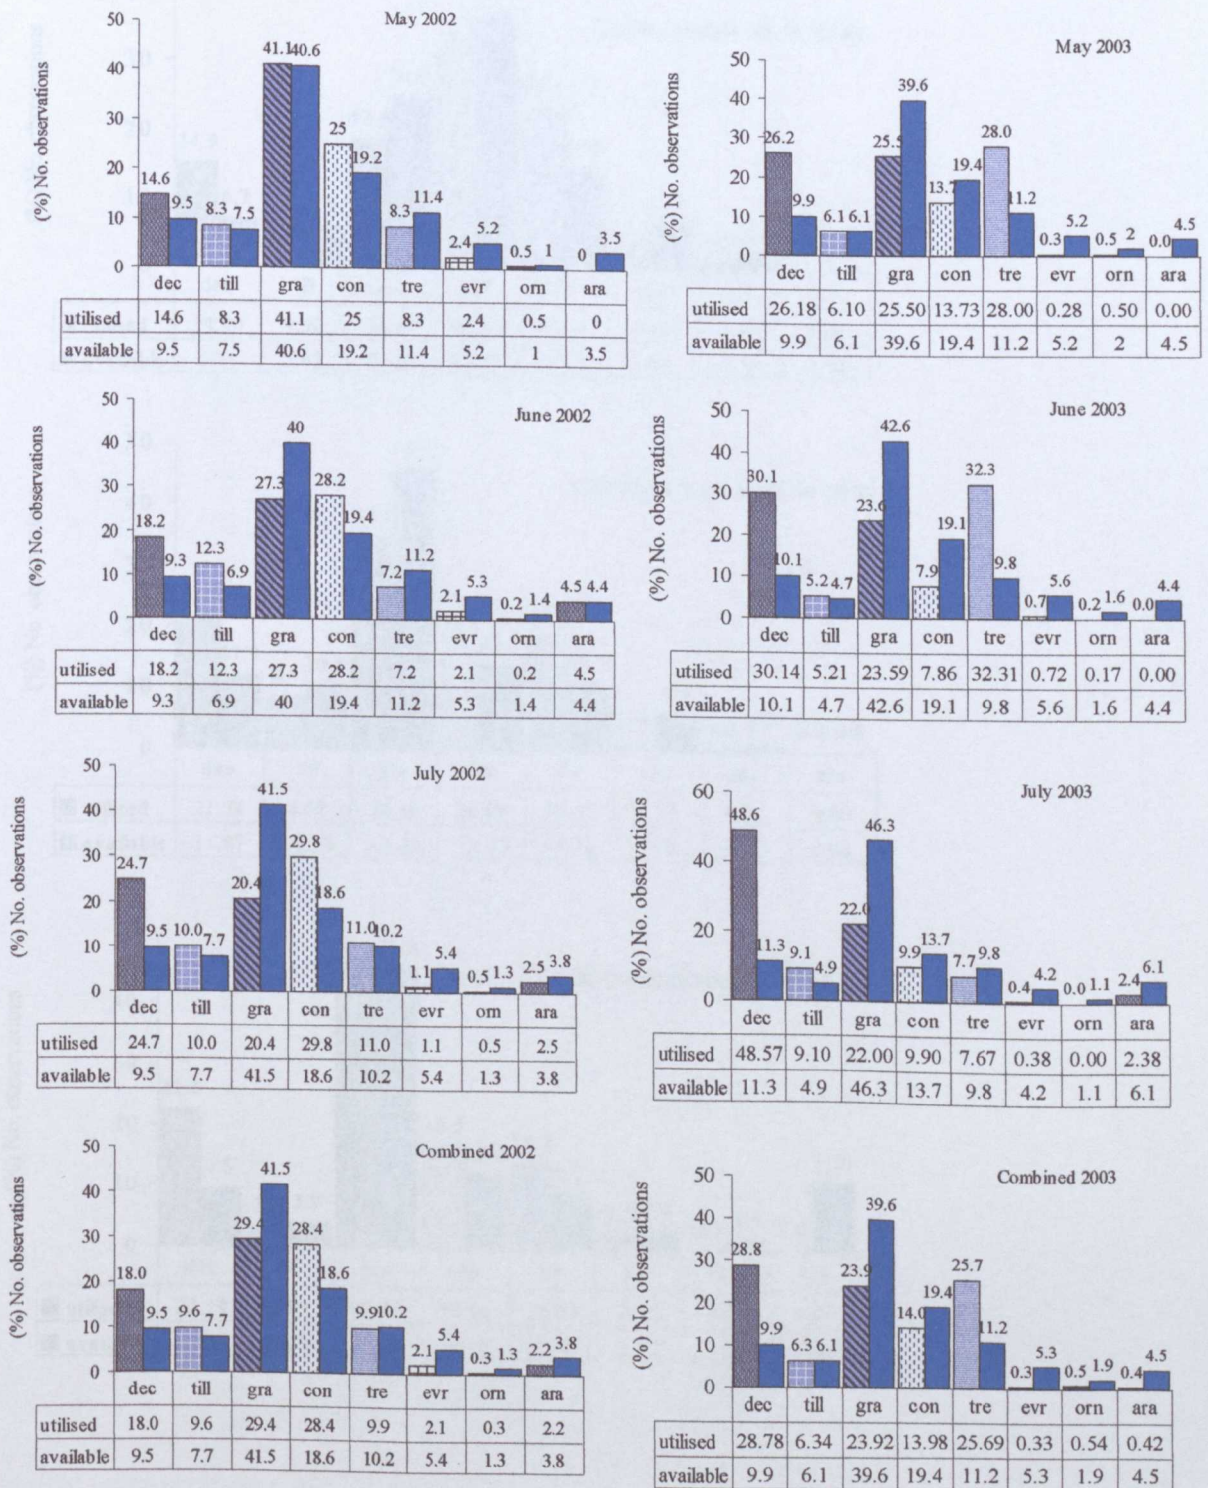 May 2002
(%) No. observations
50
40
30
20
10
0
14.6 9.5 8.3 7.5 41.1 40.6 25 19.2 8.3 11.4 2.4 5.2 0.5 1 0 3.5
dec till gra con tre evr orn ara
utilised 14.6 8.3 41.1 25 8.3 2.4 0.5 0
available 9.5 7.5 40.6 19.2 11.4 5.2 1 3.5
May 2003
(%) No. observations
50
40
30
20
10
0
26.2 9.9 6.1 6.1 25.5 39.6 13.7 19.4 28.0 11.2 0.3 5.2 0.5 2 0.0 4.5
dec till gra con tre evr orn ara
utilised 26.18 6.10 25.50 13.73 28.00 0.28 0.50 0.00
available 9.9 6.1 39.6 19.4 11.2 5.2 2 4.5
June 2002
(%) No. observations
50
40
30
20
10
0
18.2 9.3 12.3 6.9 27.3 40 28.2 19.4 7.2 11.2 2.1 5.3 0.2 1.4 4.5 4.4
dec till gra con tre evr orn ara
utilised 18.2 12.3 27.3 28.2 7.2 2.1 0.2 4.5
available 9.3 6.9 40 19.4 11.2 5.3 1.4 4.4
June 2003
(%) No. observations
50
40
30
20
10
0
30.1 10.1 5.2 4.7 23.6 42.6 7.9 19.1 32.3 9.8 0.7 5.6 0.2 1.6 0.0 4.4
dec till gra con tre evr orn ara
utilised 30.14 5.21 23.59 7.86 32.31 0.72 0.17 0.00
available 10.1 4.7 42.6 19.1 9.8 5.6 1.6 4.4
July 2002
(%) No. observations
50
40
30
20
10
0
24.7 9.5 10.0 7.7 20.4 41.5 29.8 18.6 11.0 10.2 1.1 5.4 0.5 1.3 2.5 3.8
dec till gra con tre evr orn ara
utilised 24.7 10.0 20.4 29.8 11.0 1.1 0.5 2.5
available 9.5 7.7 41.5 18.6 10.2 5.4 1.3 3.8
July 2003
(%) No. observations
60
40
20
0
48.6 11.3 9.1 4.9 22.0 46.3 9.9 13.7 7.7 9.8 0.4 4.2 0.0 1.1 2.4 6.1
dec till gra con tre evr orn ara
utilised 48.57 9.10 22.00 9.90 7.67 0.38 0.00 2.38
available 11.3 4.9 46.3 13.7 9.8 4.2 1.1 6.1
Combined 2002
(%) No. observations
50
40
30
20
10
0
18.0 9.5 9.6 7.7 29.4 41.5 28.4 18.6 9.9 10.2 2.1 5.4 0.3 1.3 2.2 3.8
dec till gra con tre evr orn ara
utilised 18.0 9.6 29.4 28.4 9.9 2.1 0.3 2.2
available 9.5 7.7 41.5 18.6 10.2 5.4 1.3 3.8
Combined 2003
(%) No. observations
50
40
30
20
10
0
28.8 9.9 6.3 6.1 23.9 39.6 14.0 19.4 25.7 11.2 0.3 5.3 0.5 1.9 0.4 4.5
dec till gra con tre evr orn ara
utilised 28.78 6.34 23.92 13.98 25.69 0.33 0.54 0.42
available 9.9 6.1 39.6 19.4 11.2 5.3 1.9 4.5